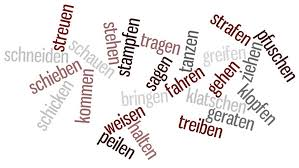 streuen
schneiden
schauen
stehen
stampfen
tragen
sagen
tanzen
strafen
pfuschen
greifen
ziehen
schieben
schicken
kommen
bringen
fahren
gehen
klatschen
klopfen
weisen
halten
peilen
treiben
geraten